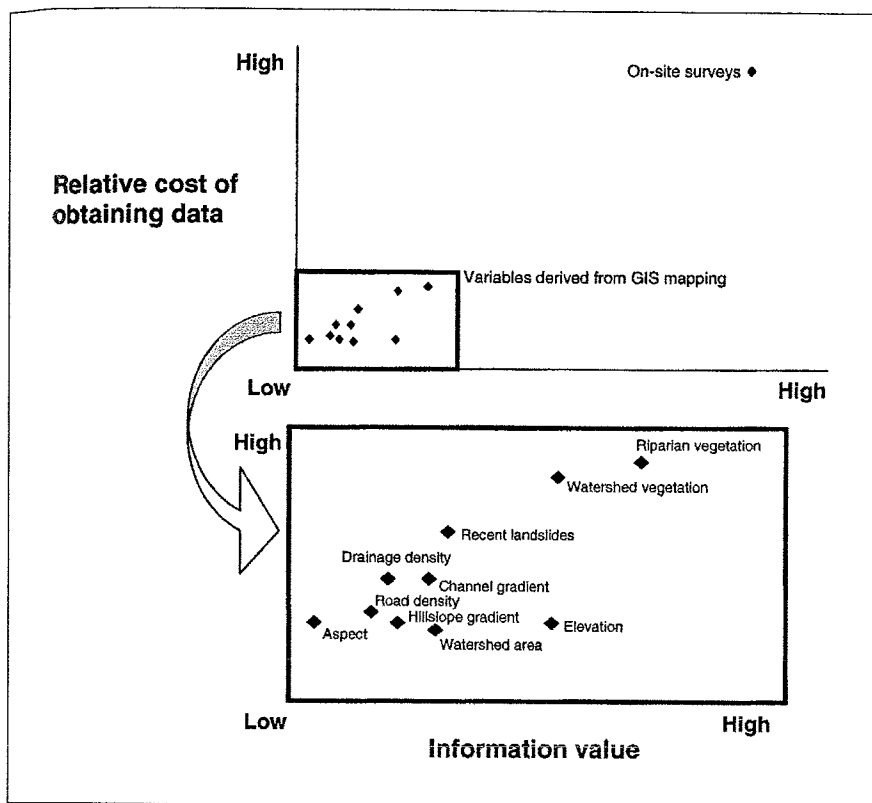 High
On-site surveys
Relative cost of
obtaining data
Variables derived from GIS mapping
Low
High
High
Riparian vegetation
Watershed vegetation
Recent landslides
Drainage density
Channel gradient
Road density
Hillslope gradient
Aspect
Elevation
Watershed area
Low
High
Information value